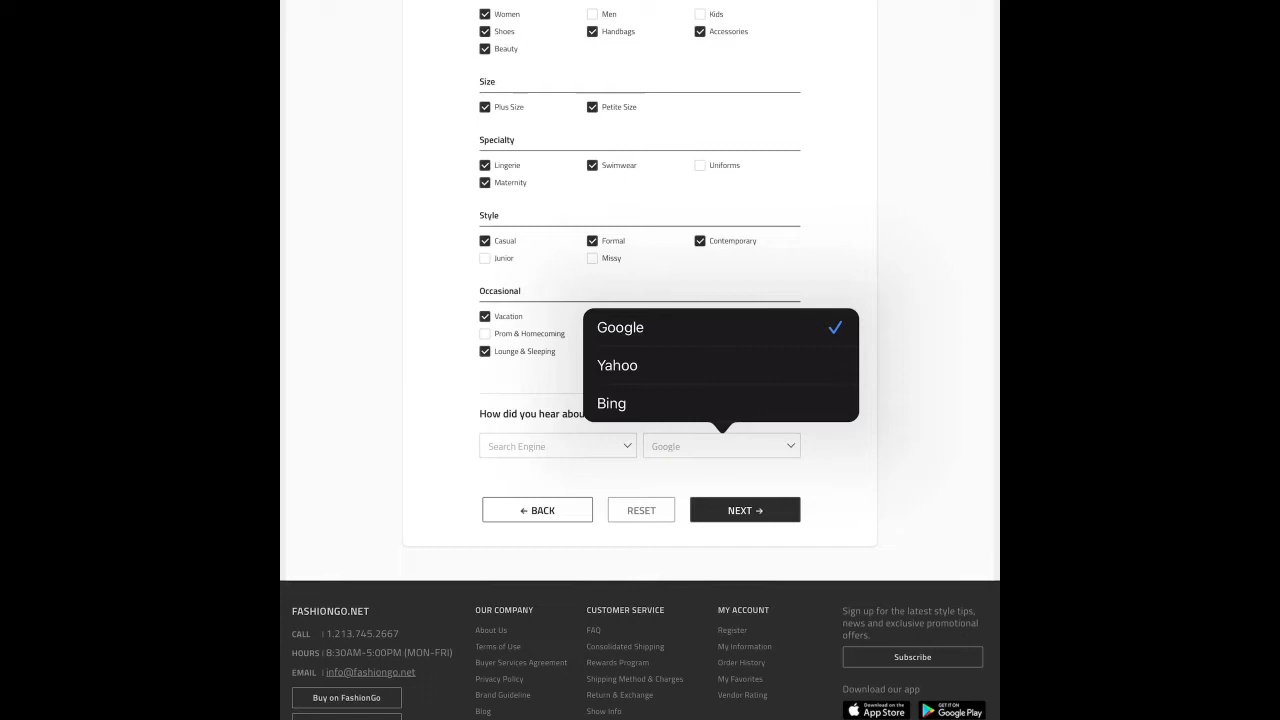 Women Men Kids
Shoes Handbags Accessories
Beauty
Size
Plus Size Petite Size
Specialty
Lingerie Swimwear Uniforms
Maternity
Style
Casual Formal Contemporary
Junior Missy
Occasional
Vacation
Prom & Homecoming
Lounge & Sleeping
Google
Yahoo
Bing
How did you hear abou
Search Engine Google
← BACK RESET NEXT →
FASHIONGO.NET
CALL | 1.213.745.2667
HOURS | 8:30AM-5:00PM (MON-FRI)
EMAIL | info@fashiongo.net
Buy on FashionGo
OUR COMPANY
About Us
Terms of Use
Buyer Services Agreement
Privacy Policy
Brand Guideline
Blog
CUSTOMER SERVICE
FAQ
Consolidated Shipping
Rewards Program
Shipping Method & Charges
Return & Exchange
Show Info
MY ACCOUNT
Register
My Information
Order History
My Favorites
Vendor Rating
Sign up for the latest style tips,
news and exclusive promotional
offers.
Subscribe
Download our app
Download on the
App Store
GET IT ON
Google Play